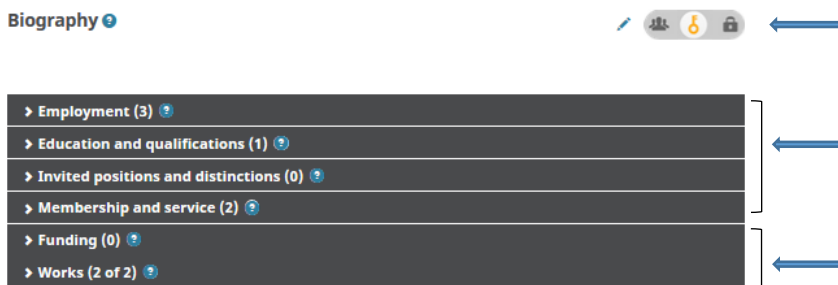 Biography
Employment (3)
Education and qualifications (1)
Invited positions and distinctions (0)
Membership and service (2)
Funding (0)
Works (2 of 2)